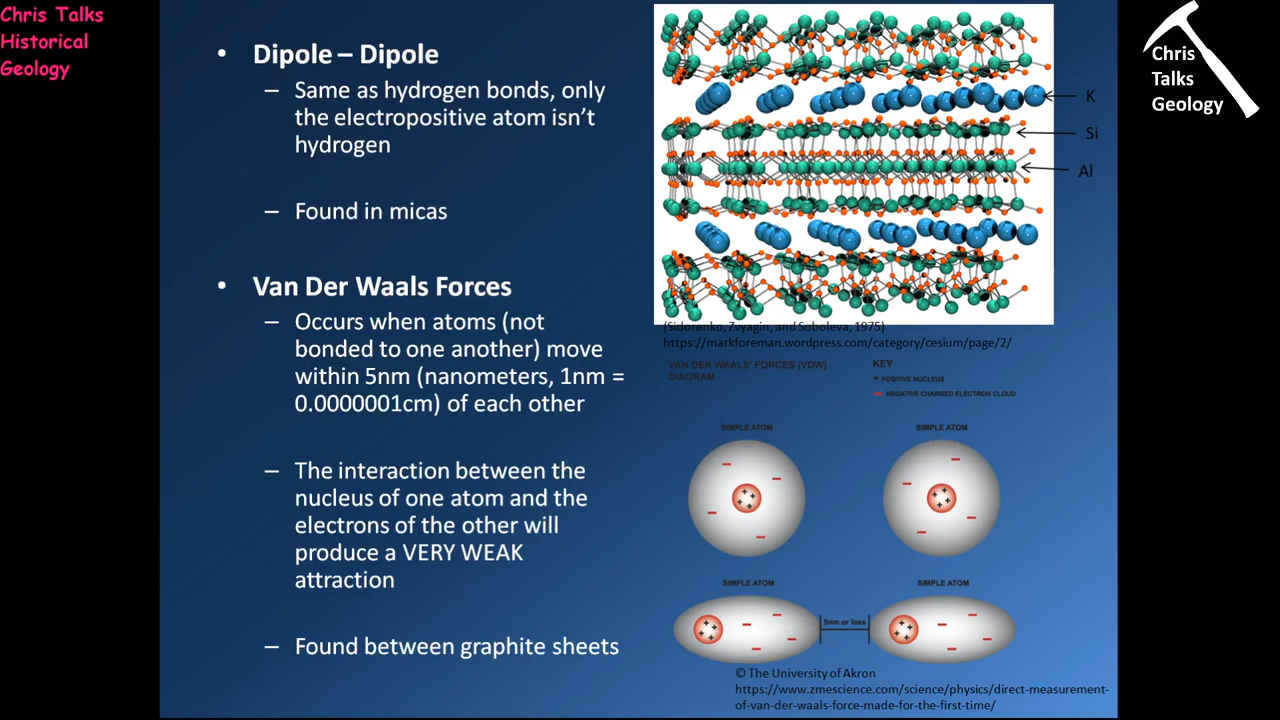 Chris Talks
Historical
Geology
• Dipole – Dipole
– Same as hydrogen bonds, only
the electropositive atom isn't
hydrogen
– Found in micas
• Van Der Waals Forces
– Occurs when atoms (not
bonded to one another) move
within 5nm (nanometers, 1nm =
0.0000001cm) of each other
– The interaction between the
nucleus of one atom and the
electrons of the other will
produce a VERY WEAK
attraction
– Found between graphite sheets
K
Si
Al
(Sidorenko, Zvyagin, and Soboleva, 1975)
https://markforeman.wordpress.com/category/cesium/page/2/
VAN DER WAALS' FORCES (VDW)
DIAGRAM
KEY
+ POSITIVE NUCLEUS
– NEGATIVE CHARGED ELECTRON CLOUD
SIMPLE ATOM
SIMPLE ATOM
SIMPLE ATOM
SIMPLE ATOM
5nm or less
© The University of Akron
https://www.zmescience.com/science/physics/direct-measurement-
of-van-der-waals-force-made-for-the-first-time/
Chris
Talks
Geology